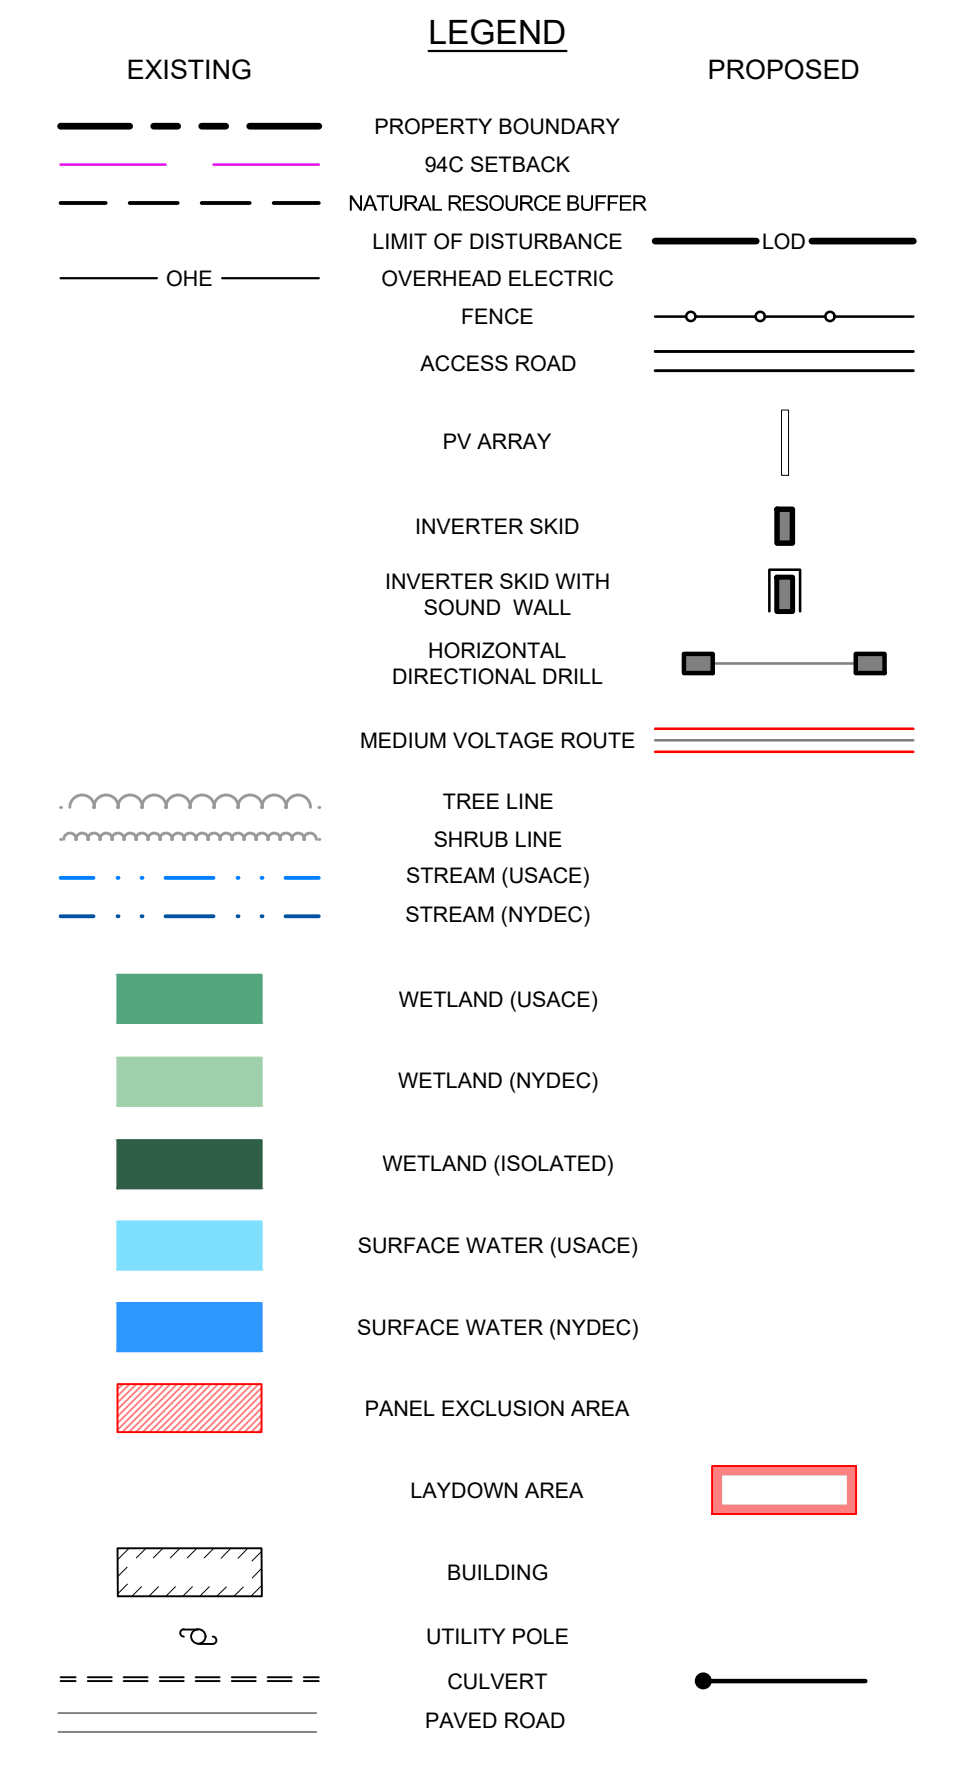 LEGEND
EXISTING PROPOSED
PROPERTY BOUNDARY
94C SETBACK
NATURAL RESOURCE BUFFER
LIMIT OF DISTURBANCE LOD
OHE OVERHEAD ELECTRIC
FENCE
ACCESS ROAD
PV ARRAY
INVERTER SKID
INVERTER SKID WITH
SOUND WALL
HORIZONTAL
DIRECTIONAL DRILL
MEDIUM VOLTAGE ROUTE
TREE LINE
SHRUB LINE
STREAM (USACE)
STREAM (NYDEC)
WETLAND (USACE)
WETLAND (NYDEC)
WETLAND (ISOLATED)
SURFACE WATER (USACE)
SURFACE WATER (NYDEC)
PANEL EXCLUSION AREA
LAYDOWN AREA
BUILDING
UTILITY POLE
CULVERT
PAVED ROAD